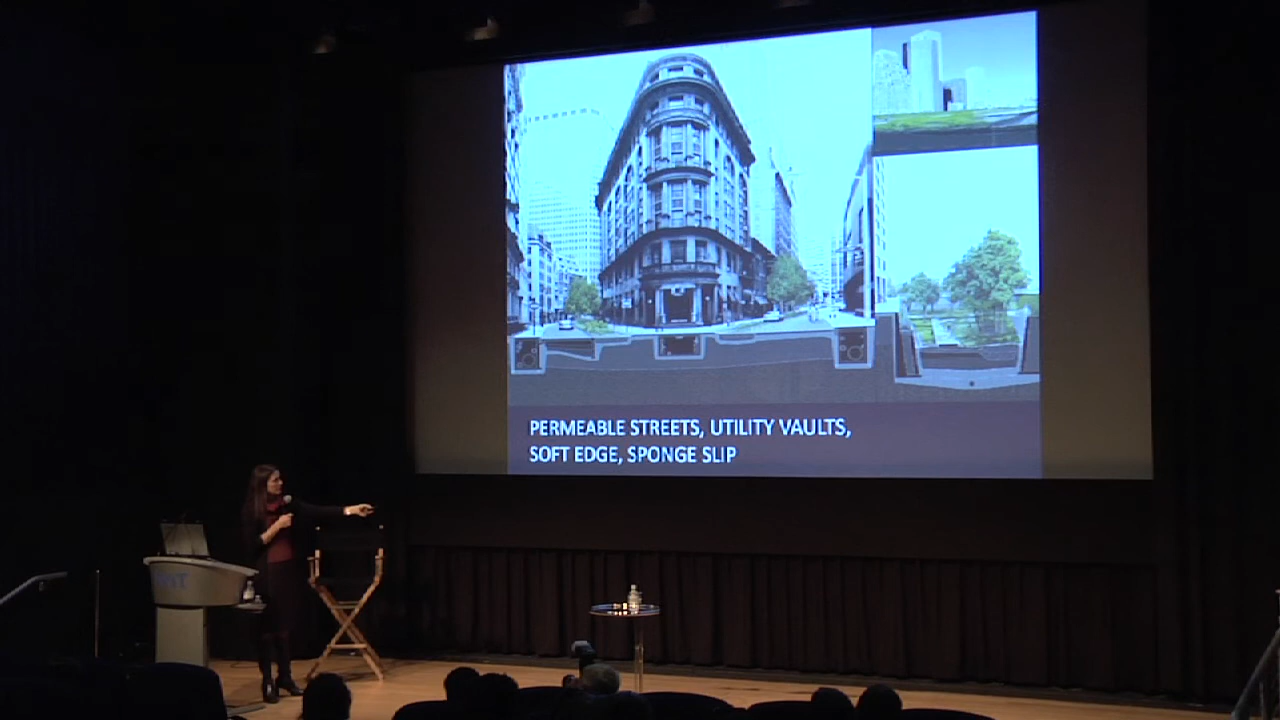 PERMEABLE STREETS, UTILITY VAULTS,
SOFT EDGE, SPONGE SLIP